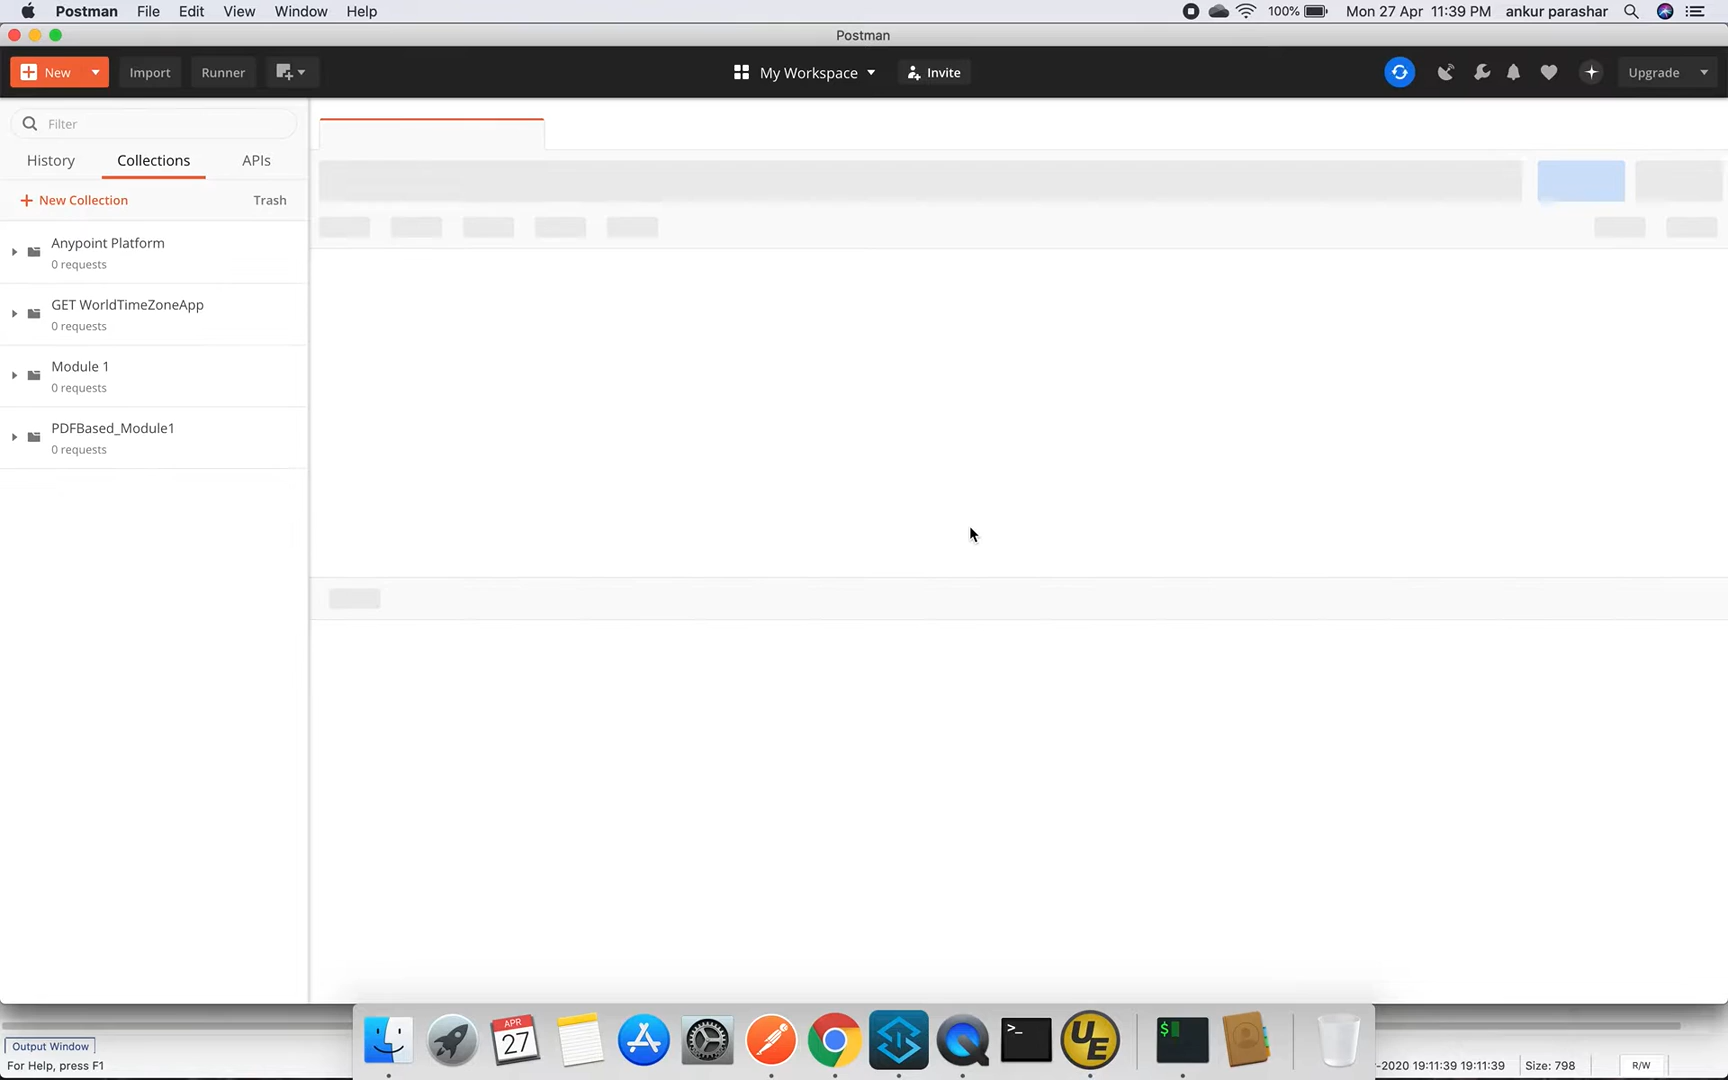 Postman File Edit View Window Help 100% Mon 27 Apr 11:39 PM ankur parashar
Postman
New Import Runner My Workspace Invite Upgrade
Filter
History Collections APIs
+ New Collection Trash
Anypoint Platform
0 requests
GET WorldTimeZoneApp
0 requests
Module 1
0 requests
PDFBased_Module1
0 requests
APR
27
>_
UE
$
Output Window
For Help, press F1
-2020 19:11:39 19:11:39 Size: 798 R/W